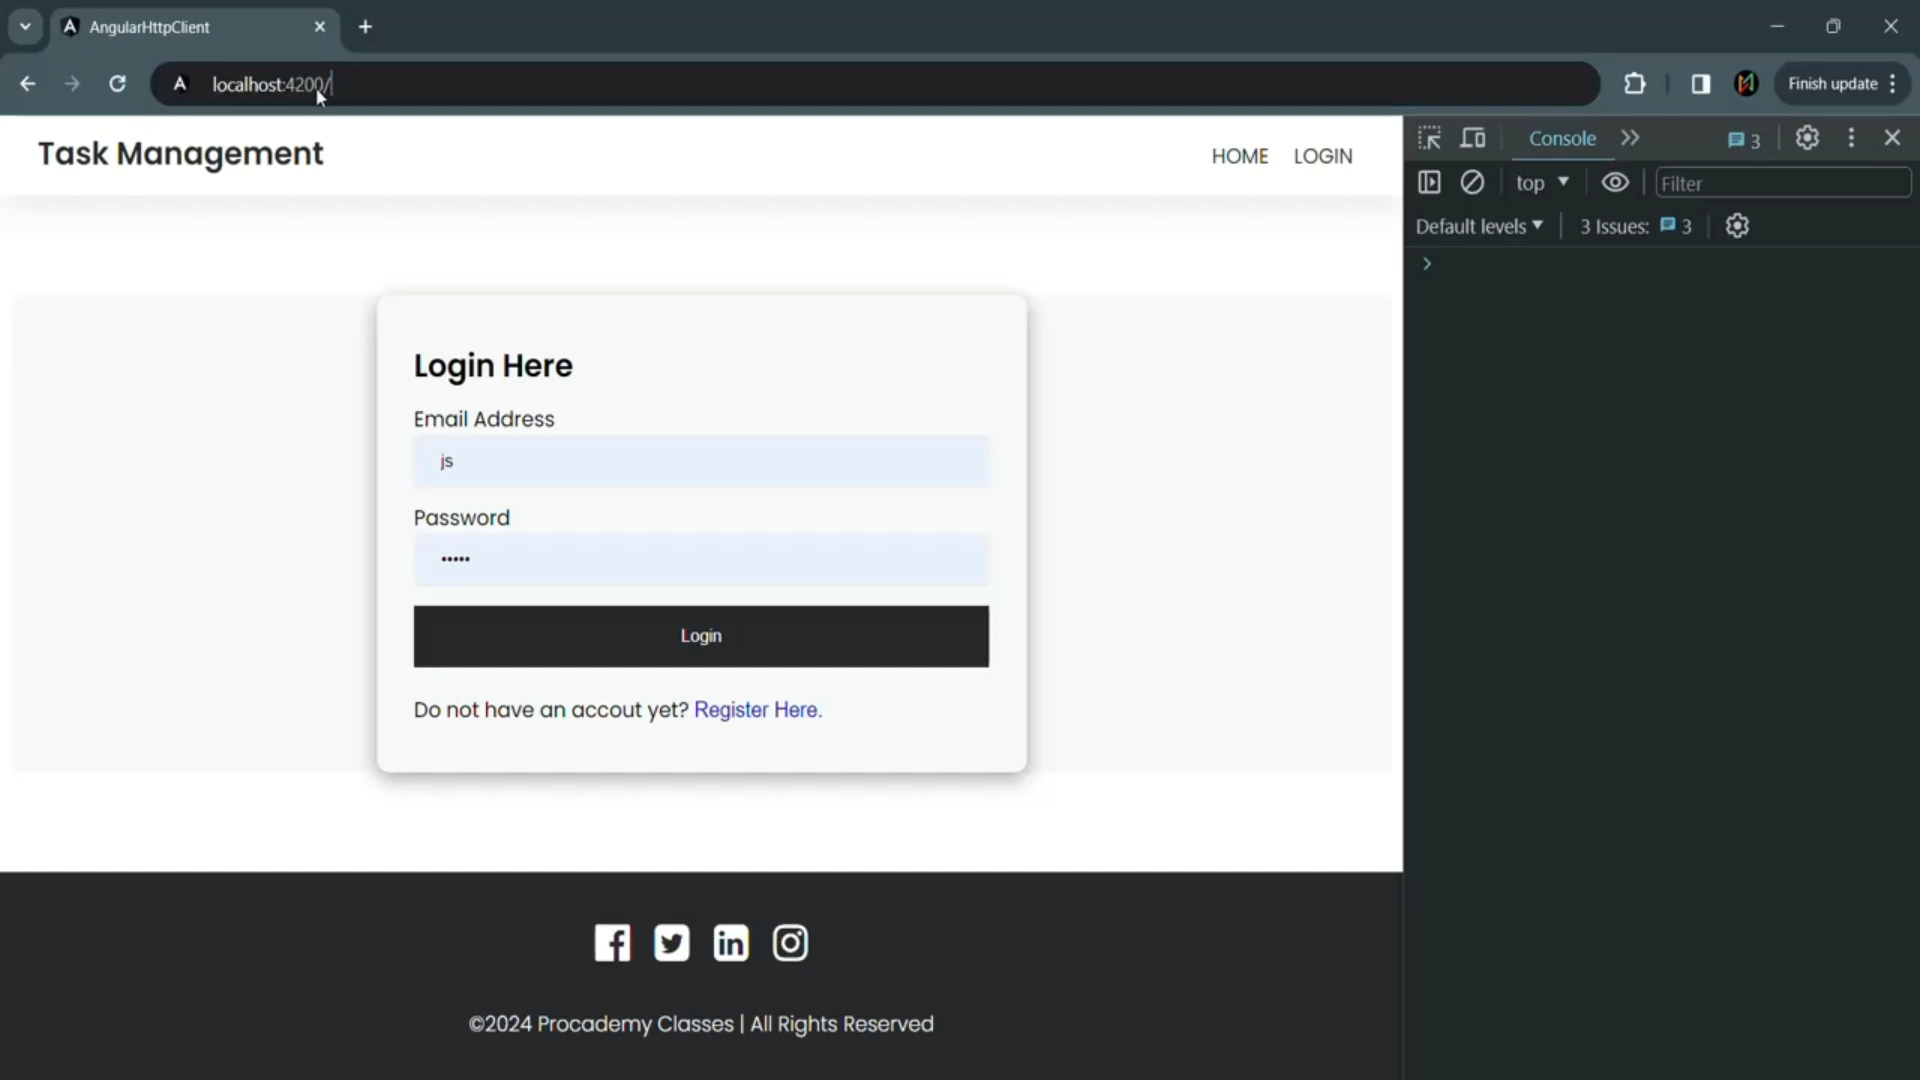 AngularHttpClient
localhost:4200/
Finish update
Task Management
HOME LOGIN
Console
3
top
Filter
Default levels
3 Issues: 3
Login Here
Email Address
js
Password
•••••
Login
Do not have an accout yet? Register Here.
©2024 Procademy Classes | All Rights Reserved